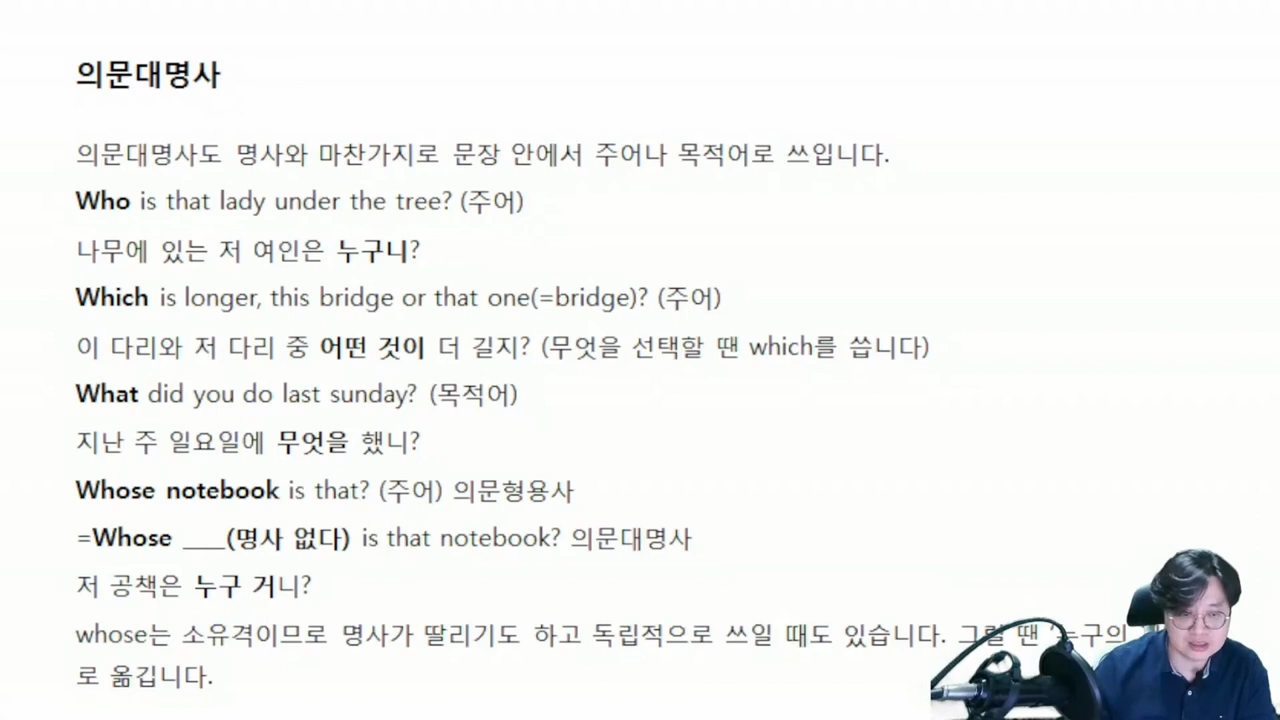 의문대명사
의문대명사도 명사와 마찬가지로 문장 안에서 주어나 목적어로 쓰입니다.
Who is that lady under the tree? (주어)
나무에 있는 저 여인은 누구니?
Which is longer, this bridge or that one(=bridge)? (주어)
이 다리와 저 다리 중 어떤 것이 더 길지? (무엇을 선택할 땐 which를 씁니다)
What did you do last sunday? (목적어)
지난 주 일요일에 무엇을 했니?
Whose notebook is that? (주어) 의문형용사
=Whose ___(명사 없다) is that notebook? 의문대명사
저 공책은 누구 거니?
whose는 소유격이므로 명사가 딸리기도 하고 독립적으로 쓰일 때도 있습니다. 그럴 땐 '누구의
로 옮깁니다.